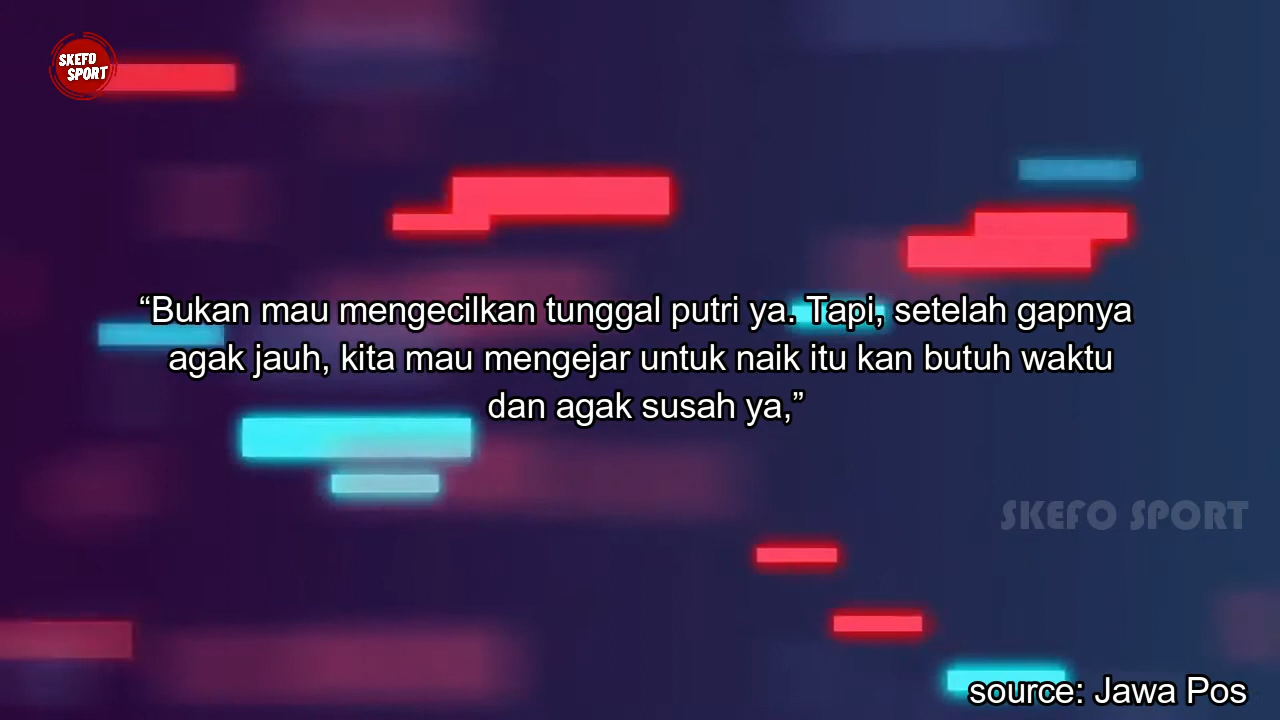 SKEFO
SPORT
“Bukan mau mengecilkan tunggal putri ya. Tapi, setelah gapnya
agak jauh, kita mau mengejar untuk naik itu kan butuh waktu
dan agak susah ya,”
SKEFO SPORT
source: Jawa Pos